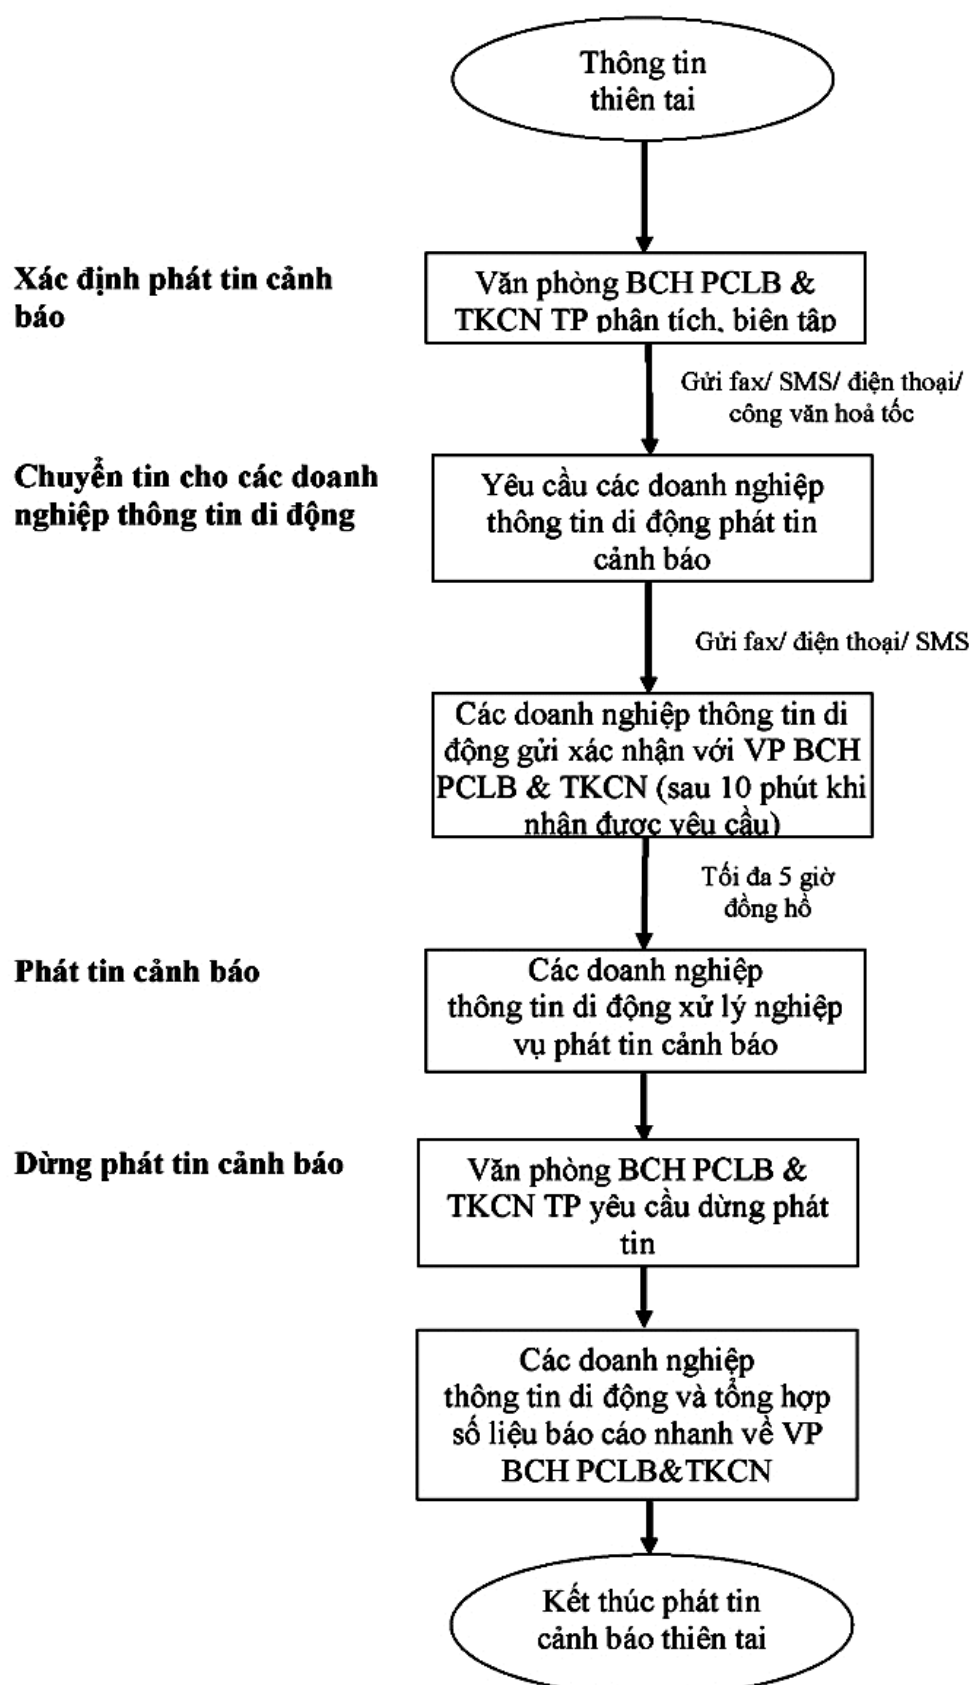 Thông tin
thiên tai
Xác định phát tin cảnh
báo
Văn phòng BCH PCLB &
TKCN TP phân tích, biên tập
Gửi fax/ SMS/ điện thoại/
công văn hoả tốc
Chuyển tin cho các doanh
nghiệp thông tin di động
Yêu cầu các doanh nghiệp
thông tin di động phát tin
cảnh báo
Gửi fax/ điện thoại/ SMS
Các doanh nghiệp thông tin di
động gửi xác nhận với VP BCH
PCLB & TKCN (sau 10 phút khi
nhận được yêu cầu)
Tối đa 5 giờ
đồng hồ
Phát tin cảnh báo
Các doanh nghiệp
thông tin di động xử lý nghiệp
vụ phát tin cảnh báo
Dừng phát tin cảnh báo
Văn phòng BCH PCLB &
TKCN TP yêu cầu dừng phát
tin
Các doanh nghiệp
thông tin di động và tổng hợp
số liệu báo cáo nhanh về VP
BCH PCLB&TKCN
Kết thúc phát tin
cảnh báo thiên tai